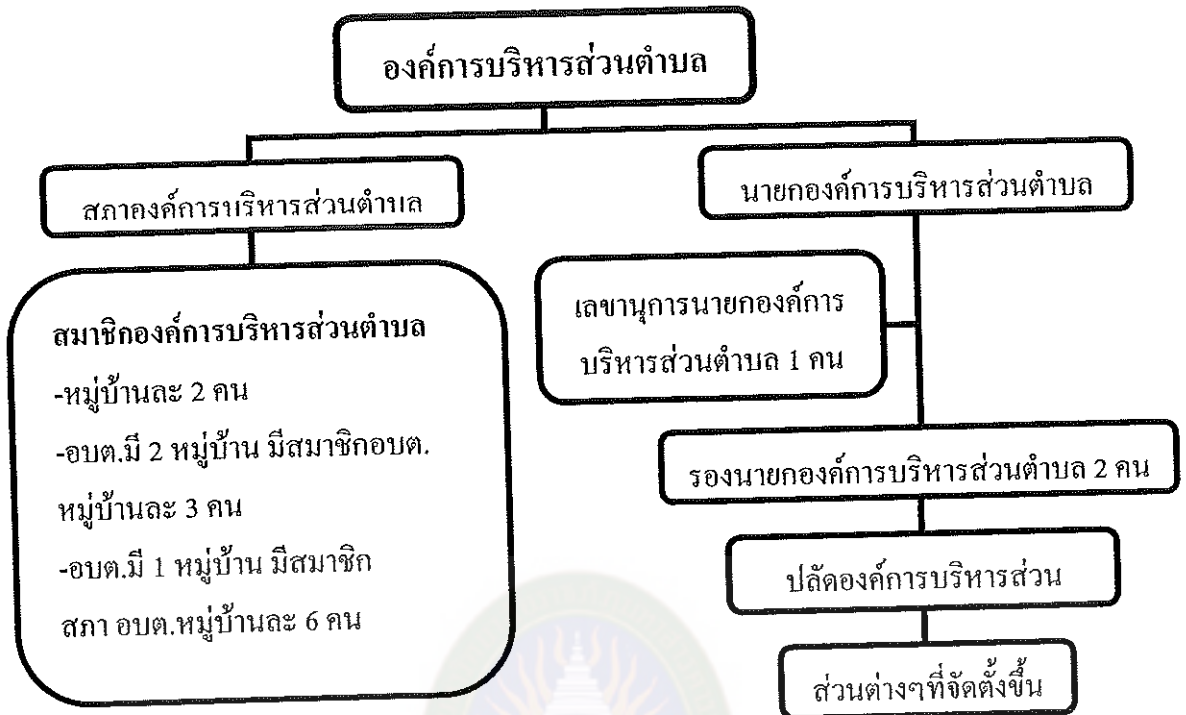 องค์การบริหารส่วนตำบล
สภาองค์การบริหารส่วนตำบล
นายกองค์การบริหารส่วนตำบล
สมาชิกองค์การบริหารส่วนตำบล
-หมู่บ้านละ 2 คน
-อบต.มี 2 หมู่บ้าน มีสมาชิกอบต.
หมู่บ้านละ 3 คน
-อบต.มี 1 หมู่บ้าน มีสมาชิก
สภา อบต.หมู่บ้านละ 6 คน
เลขานุการนายกองค์การ
บริหารส่วนตำบล 1 คน
รองนายกองค์การบริหารส่วนตำบล 2 คน
ปลัดองค์การบริหารส่วน
ส่วนต่างๆที่จัดตั้งขึ้น